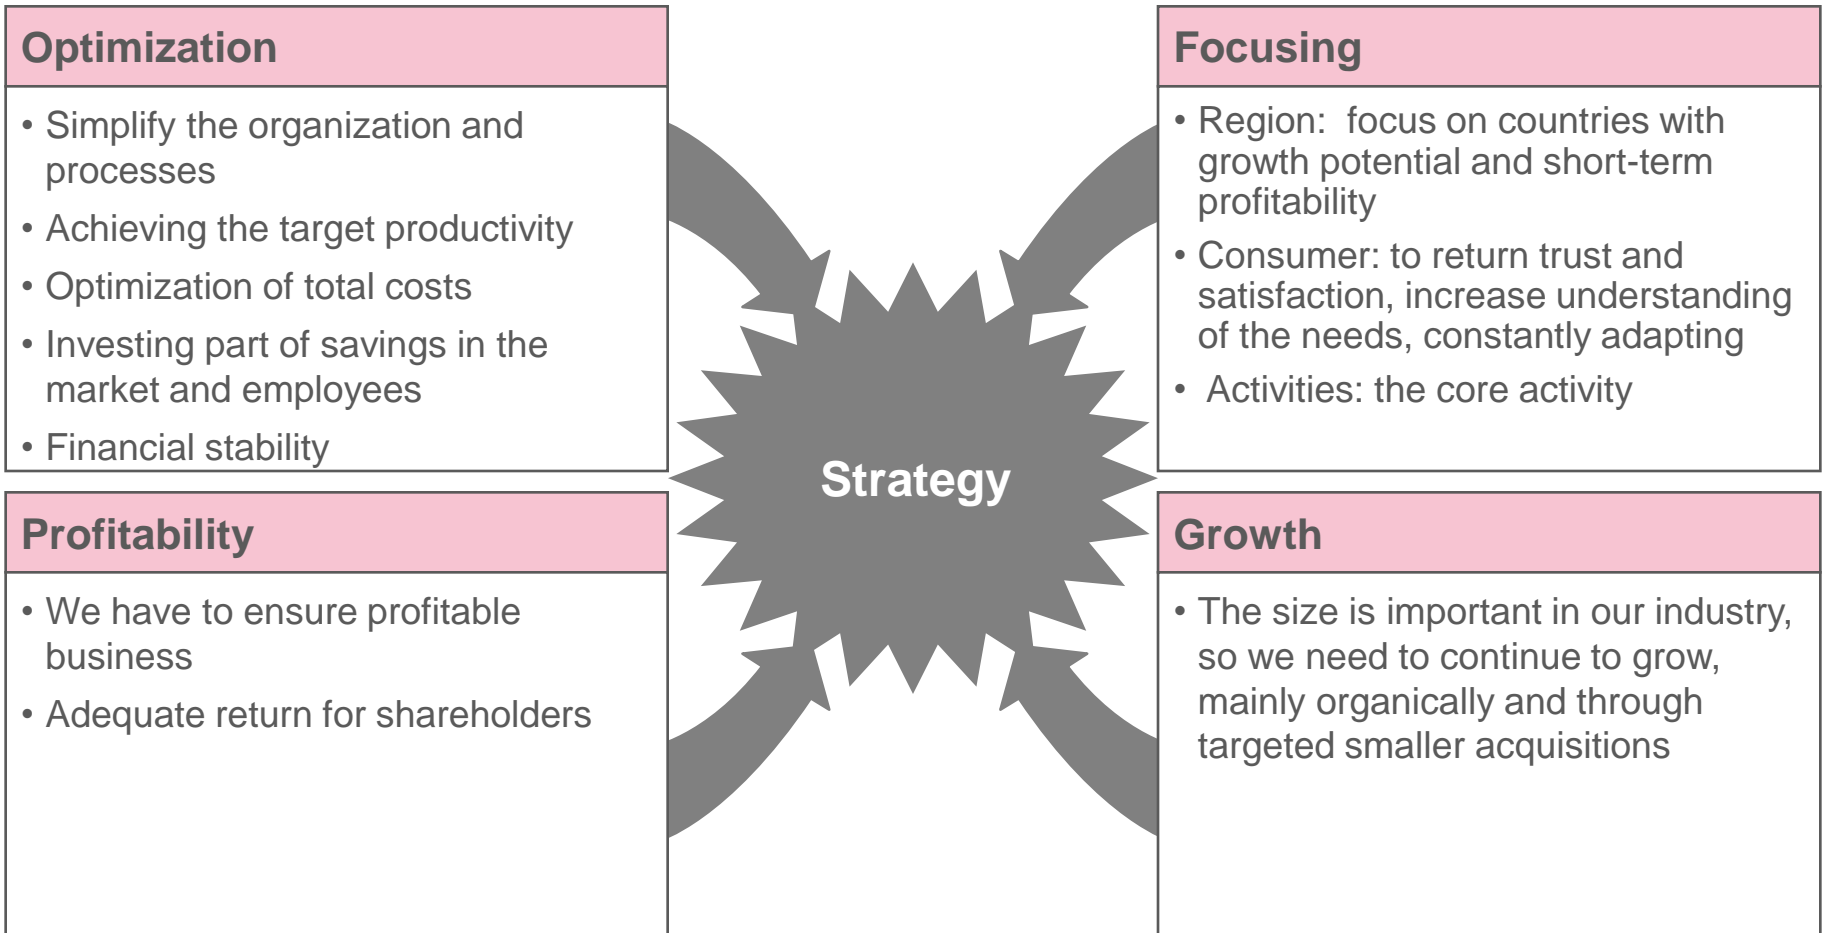 Optimization
• Simplify the organization and
processes
• Achieving the target productivity
• Optimization of total costs
• Investing part of savings in the
market and employees
• Financial stability
Focusing
• Region:  focus on countries with
growth potential and short-term
profitability
• Consumer: to return trust and
satisfaction, increase understanding
of the needs, constantly adapting
•  Activities: the core activity
Strategy
Profitability
• We have to ensure profitable
business
• Adequate return for shareholders
Growth
• The size is important in our industry,
so we need to continue to grow,
mainly organically and through
targeted smaller acquisitions